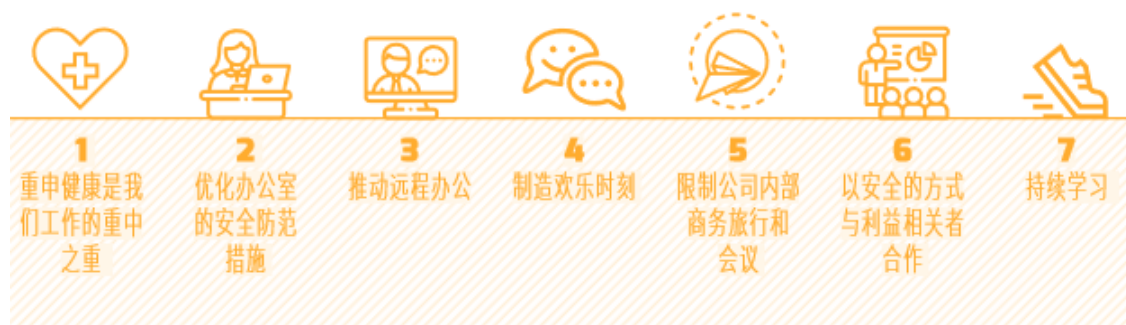 1
重申健康是我
们工作的重中
之重
2
优化办公室
的安全防范
措施
3
推动远程办公
4
制造欢乐时刻
5
限制公司内部
商务旅行和
会议
6
以安全的方式
与利益相关者
合作
7
持续学习